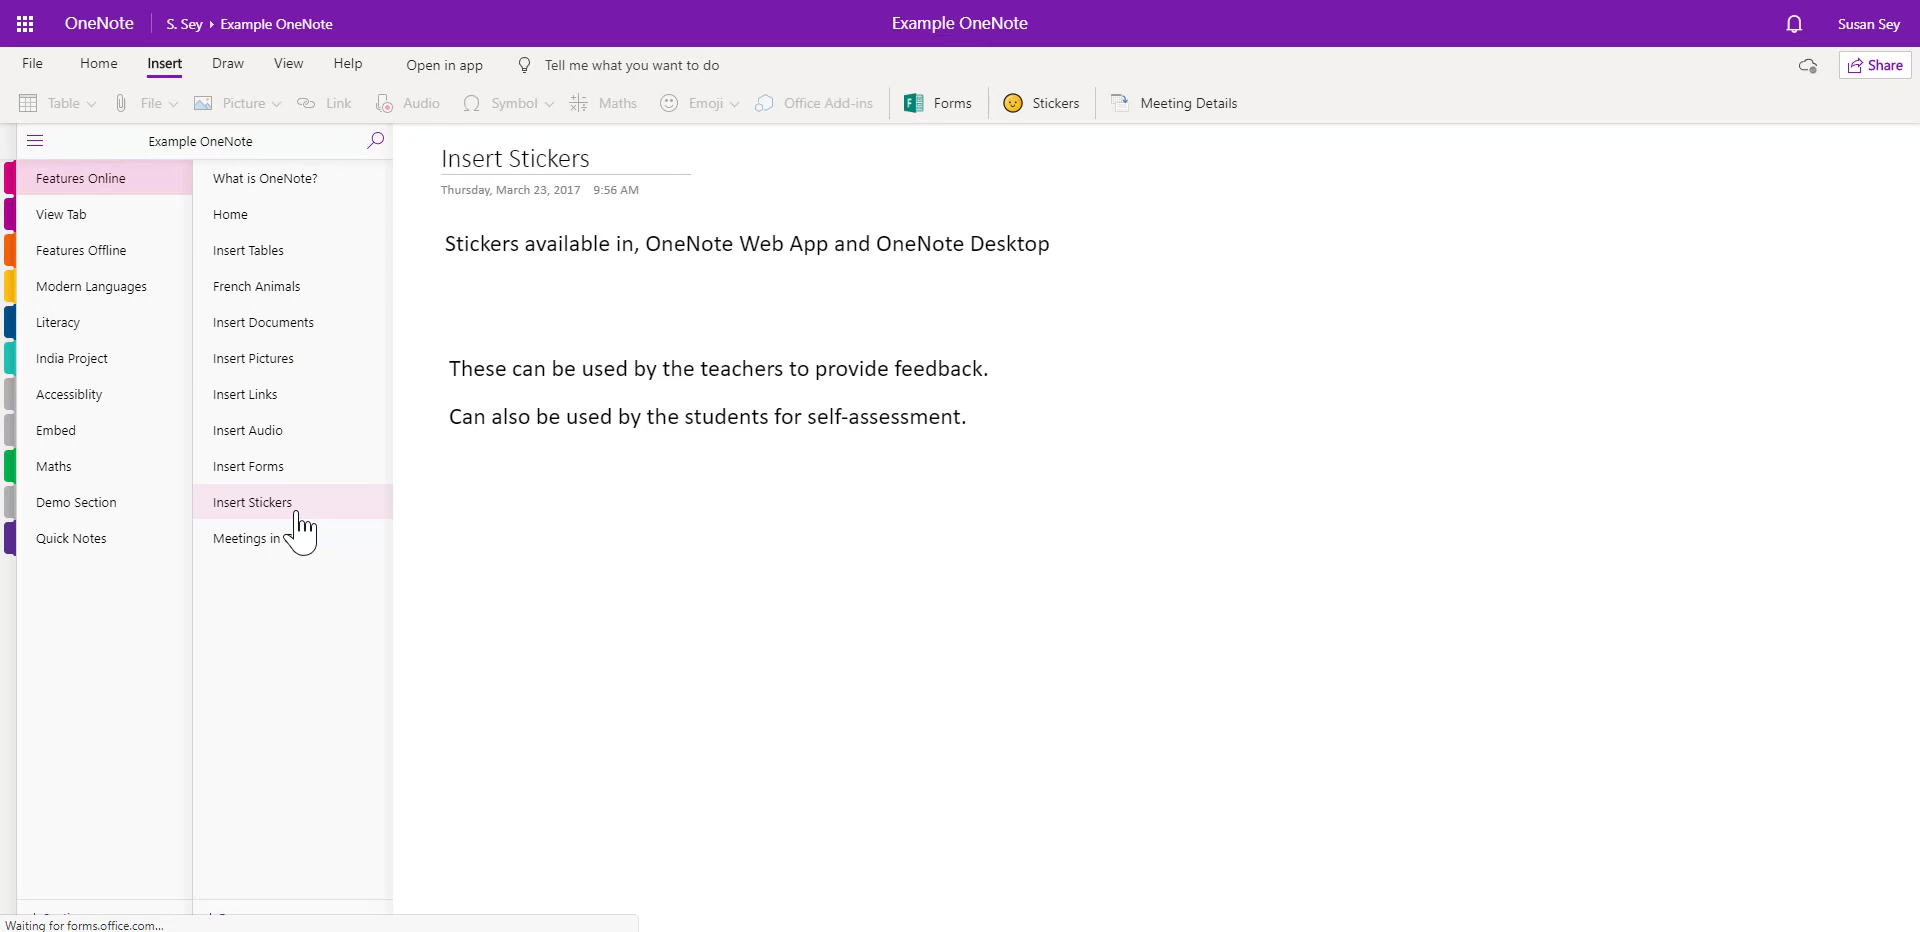 OneNote
S. Sey ▸ Example OneNote
Example OneNote
Susan Sey
File Home Insert Draw View Help Open in app Tell me what you want to do
Share
Table File Picture Link Audio Symbol Maths Emoji Office Add-ins Forms Stickers Meeting Details
Example OneNote
Features Online
View Tab
Features Offline
Modern Languages
Literacy
India Project
Accessiblity
Embed
Maths
Demo Section
Quick Notes
What is OneNote?
Home
Insert Tables
French Animals
Insert Documents
Insert Pictures
Insert Links
Insert Audio
Insert Forms
Insert Stickers
Meetings in
Insert Stickers
Thursday, March 23, 2017 9:56 AM
Stickers available in, OneNote Web App and OneNote Desktop
These can be used by the teachers to provide feedback.
Can also be used by the students for self-assessment.
Waiting for forms.office.com...